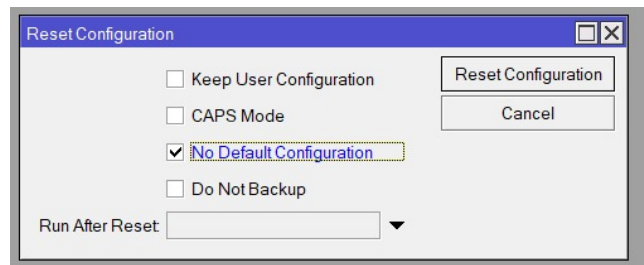 Reset Configuration
Keep User Configuration
Reset Configuration
CAPS Mode
Cancel
No Default Configuration
Do Not Backup
Run After Reset: